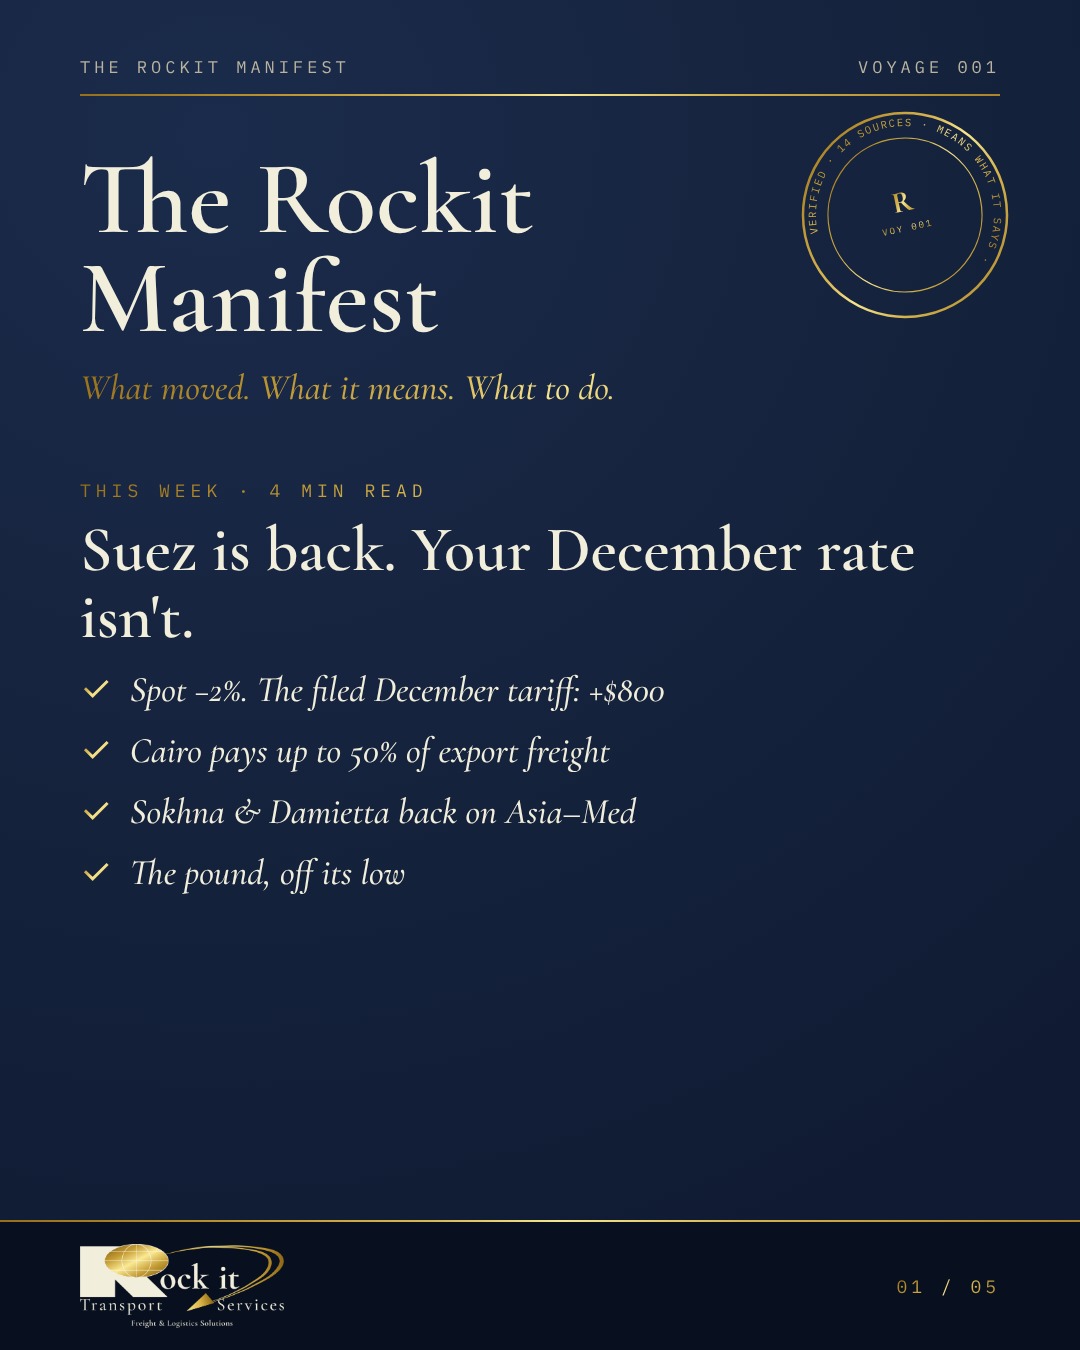 THE ROCKIT MANIFEST
VOYAGE 001
VERIFIED · 14 SOURCES · MEANS WHAT IT SAYS ·
R
VOY 001
The Rockit
Manifest
What moved. What it means. What to do.
THIS WEEK · 4 MIN READ
Suez is back. Your December rate
isn't.
Spot −2%. The filed December tariff: +$800
Cairo pays up to 50% of export freight
Sokhna & Damietta back on Asia–Med
The pound, off its low
Rock it
Transport Services
Freight & Logistics Solutions
01 / 05